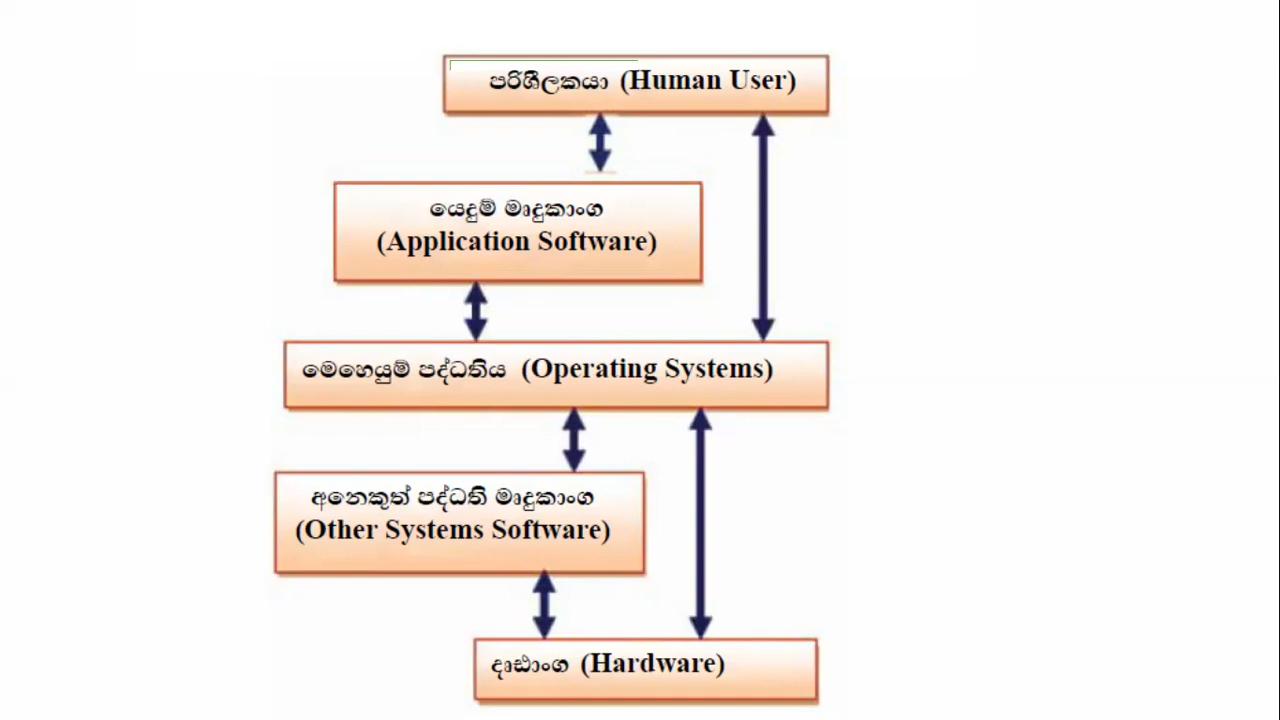 පරිශීලකයා (Human User)
යෙදුම් මෘදුකාංග
(Application Software)
මෙහෙයුම් පද්ධතිය (Operating Systems)
අනෙකුත් පද්ධති මෘදුකාංග
(Other Systems Software)
දෘඪාංග (Hardware)